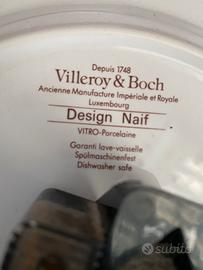 Depuis 1748
Villeroy & Boch
Ancienne Manufacture Impériale et Royale
Luxembourg
Design Naif
VITRO-Porcelaine
Garanti lave-vaisselle
Spülmaschinenfest
Dishwasher safe
subito